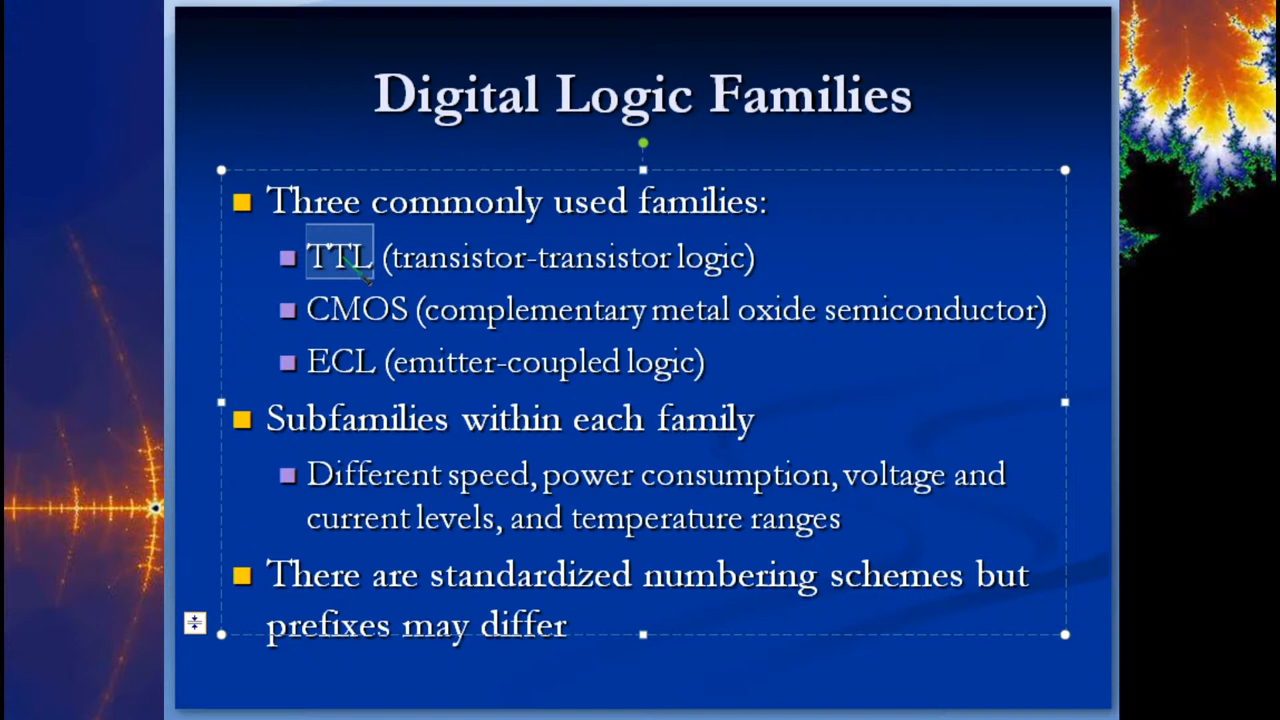 Digital Logic Families
Three commonly used families:
TTL (transistor-transistor logic)
CMOS (complementary metal oxide semiconductor)
ECL (emitter-coupled logic)
Subfamilies within each family
Different speed, power consumption, voltage and
current levels, and temperature ranges
There are standardized numbering schemes but
prefixes may differ